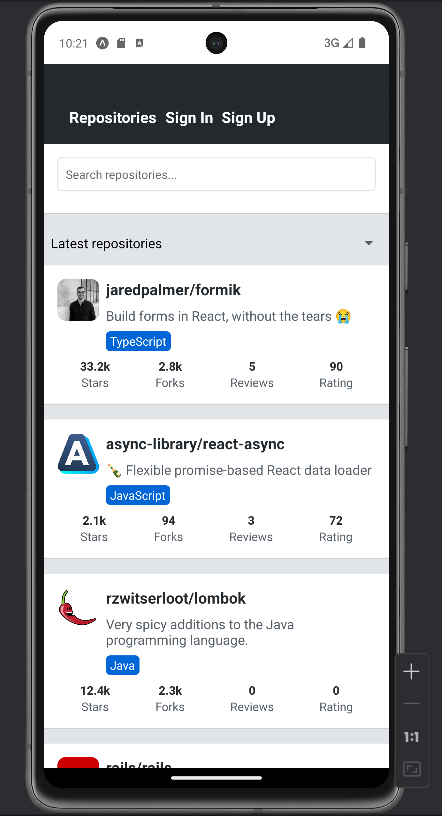 10:21 A 3G
Repositories Sign In Sign Up
Search repositories...
Latest repositories
jaredpalmer/formik
Build forms in React, without the tears 😭
TypeScript
33.2k 2.8k 5 90
Stars Forks Reviews Rating
A
async-library/react-async
🍾 Flexible promise-based React data loader
JavaScript
2.1k 94 3 72
Stars Forks Reviews Rating
rzwitserloot/lombok
Very spicy additions to the Java
programming language.
Java
12.4k 2.3k 0 0
Stars Forks Reviews Rating
rails/rails
1:1